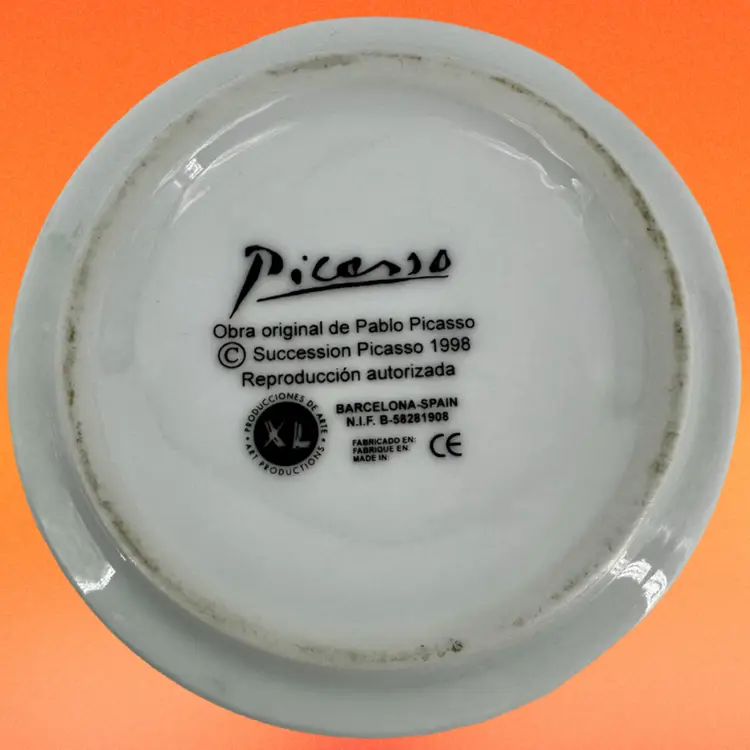 Picasso
Obra original de Pablo Picasso
© Succession Picasso 1998
Reproducción autorizada
PRODUCCIONES DE ARTE
XL
ART PRODUCTIONS
BARCELONA-SPAIN
N.I.F. B-58281908
FABRICADO EN:
FABRIQUE EN:
MADE IN:
CE